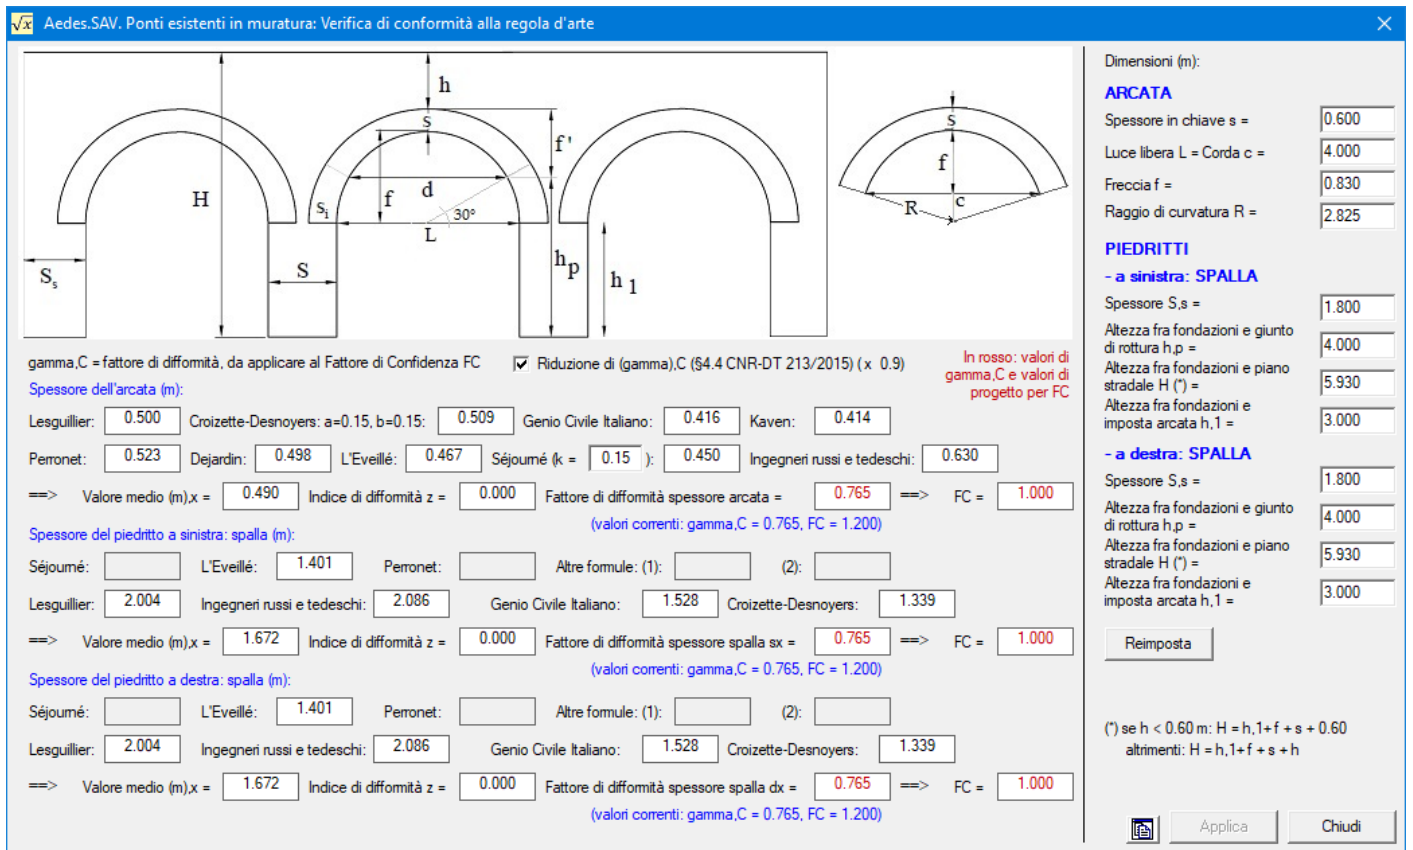 Aedes.SAV. Ponti esistenti in muratura: Verifica di conformità alla regola d'arte
h
s
f'
H
f
d
si
30°
L
Ss
S
hp
h1
s
f
R
c
gamma,C = fattore di difformità, da applicare al Fattore di Confidenza FC
Riduzione di (gamma),C (§4.4 CNR-DT 213/2015) ( x 0.9)
In rosso: valori di
gamma,C e valori di
progetto per FC
Spessore dell'arcata (m):
Lesguillier: 0.500 Croizette-Desnoyers: a=0.15, b=0.15: 0.509 Genio Civile Italiano: 0.416 Kaven: 0.414
Perronet: 0.523 Dejardin: 0.498 L'Eveillé: 0.467 Séjourné (k = 0.15 ): 0.450 Ingegneri russi e tedeschi: 0.630
==> Valore medio (m),x = 0.490 Indice di difformità z = 0.000 Fattore di difformità spessore arcata = 0.765 ==> FC = 1.000
(valori correnti: gamma,C = 0.765, FC = 1.200)
Spessore del piedritto a sinistra: spalla (m):
Séjourné: L'Eveillé: 1.401 Perronet: Altre formule: (1): (2):
Lesguillier: 2.004 Ingegneri russi e tedeschi: 2.086 Genio Civile Italiano: 1.528 Croizette-Desnoyers: 1.339
==> Valore medio (m),x = 1.672 Indice di difformità z = 0.000 Fattore di difformità spessore spalla sx = 0.765 ==> FC = 1.000
(valori correnti: gamma,C = 0.765, FC = 1.200)
Spessore del piedritto a destra: spalla (m):
Séjourné: L'Eveillé: 1.401 Perronet: Altre formule: (1): (2):
Lesguillier: 2.004 Ingegneri russi e tedeschi: 2.086 Genio Civile Italiano: 1.528 Croizette-Desnoyers: 1.339
==> Valore medio (m),x = 1.672 Indice di difformità z = 0.000 Fattore di difformità spessore spalla dx = 0.765 ==> FC = 1.000
(valori correnti: gamma,C = 0.765, FC = 1.200)
Dimensioni (m):
ARCATA
Spessore in chiave s = 0.600
Luce libera L = Corda c = 4.000
Freccia f = 0.830
Raggio di curvatura R = 2.825
PIEDRITTI
- a sinistra: SPALLA
Spessore S,s = 1.800
Altezza fra fondazioni e giunto
di rottura h,p = 4.000
Altezza fra fondazioni e piano
stradale H (*) = 5.930
Altezza fra fondazioni e
imposta arcata h,1 = 3.000
- a destra: SPALLA
Spessore S,s = 1.800
Altezza fra fondazioni e giunto
di rottura h,p = 4.000
Altezza fra fondazioni e piano
stradale H (*) = 5.930
Altezza fra fondazioni e
imposta arcata h,1 = 3.000
Reimposta
(*) se h < 0.60 m: H = h,1+ f + s + 0.60
altrimenti: H = h,1+ f + s + h
Applica Chiudi